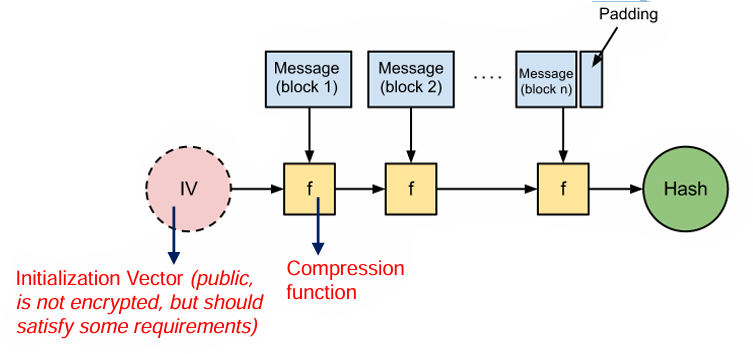 Padding
Message
(block 1)
Message
(block 2)
....
Message
(block n)
IV
f
f
f
Hash
Initialization Vector (public,
is not encrypted, but should
satisfy some requirements)
Compression
function